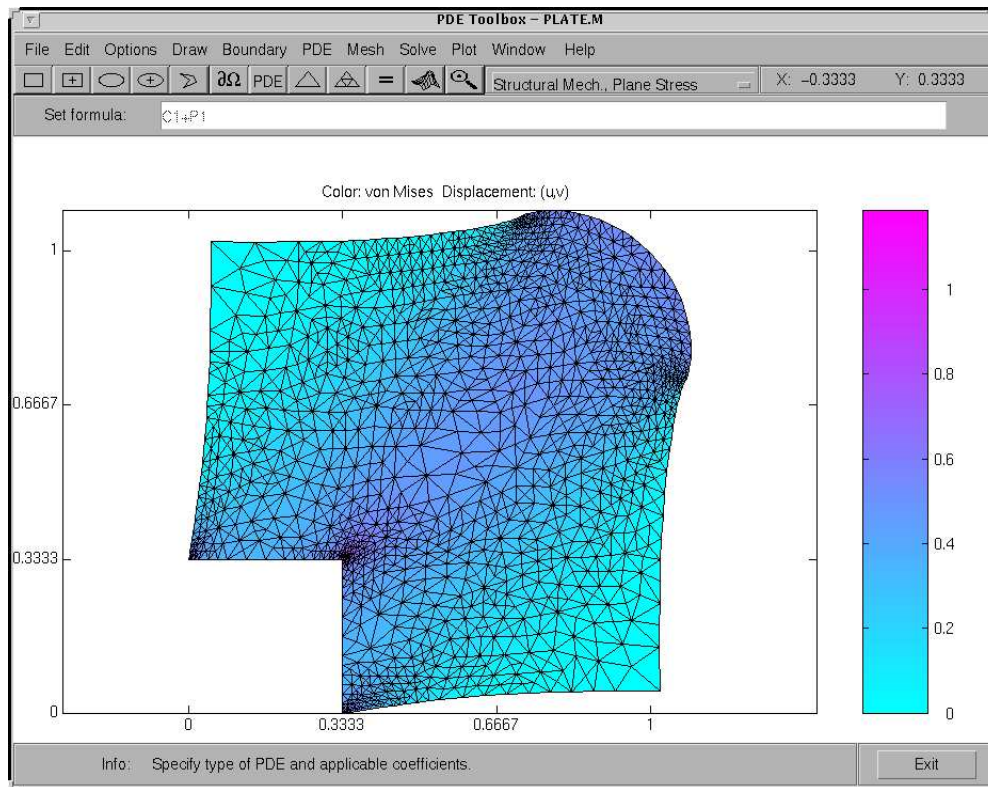 PDE Toolbox – PLATE.M
File Edit Options Draw Boundary PDE Mesh Solve Plot Window Help
∂Ω PDE = Structural Mech., Plane Stress X: -0.3333 Y: 0.3333
Set formula: C1+P1
Color: von Mises Displacement: (u,v)
1
0.6667
0.3333
0
0 0.3333 0.6667 1
1
0.8
0.6
0.4
0.2
0
Info: Specify type of PDE and applicable coefficients. Exit